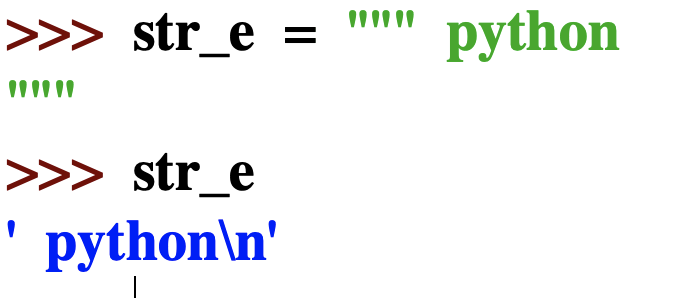 >>> str_e = """ python
"""
>>> str_e
' python\n'